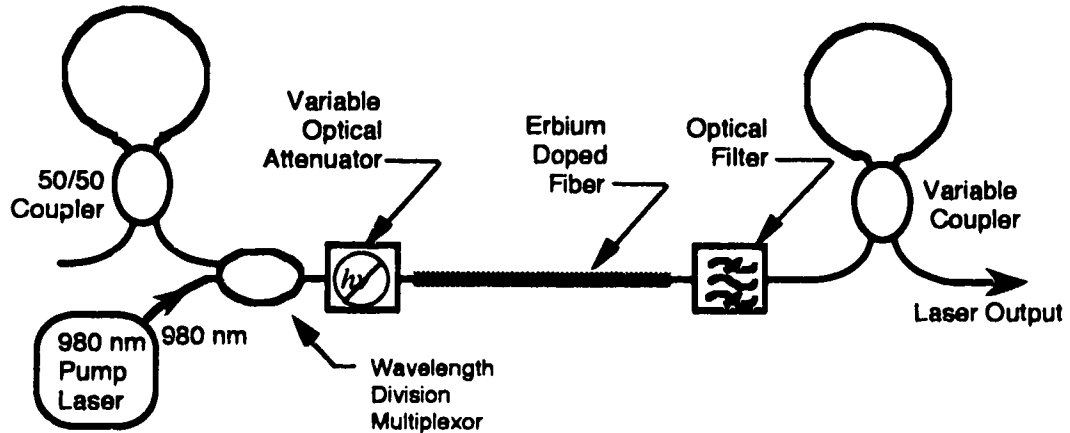 Variable
Optical
Attenuator
Erbium
Doped
Fiber
Optical
Filter
50/50
Coupler
Variable
Coupler
hν
Laser Output
980 nm
980 nm
Pump
Laser
Wavelength
Division
Multiplexor